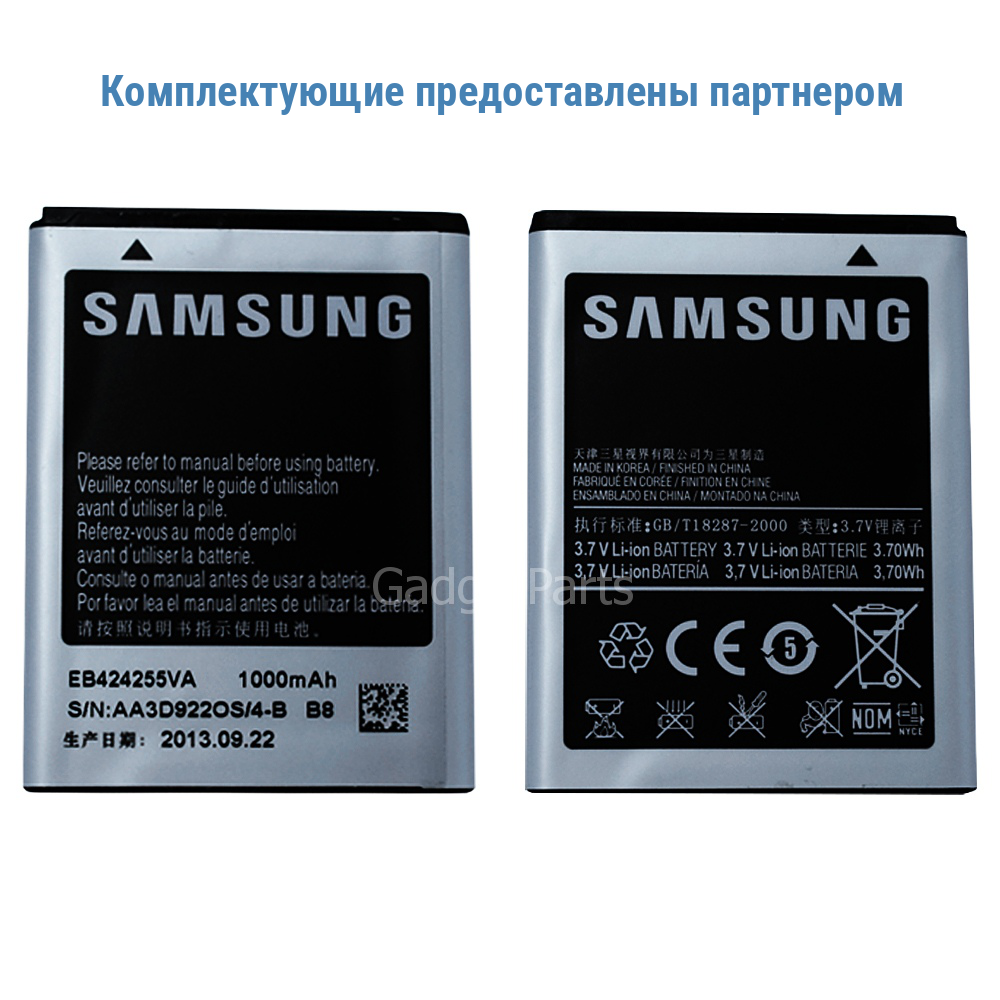 Комплектующие предоставлены партнером
SAMSUNG
Please refer to manual before using battery.
Veuillez consulter le guide d'utilisation
avant d'utiliser la pile.
Referez-vous au mode d'emploi
avant d'utiliser la batterie.
Consulte o manual antes de usar a bateria.
Por favor lea el manual antes de utilizar la bateria.
请按照说明书指示使用电池。
EB424255VA 1000mAh
S/N:AA3D922OS/4-B B8
生产日期: 2013.09.22
SAMSUNG
天津三星视界有限公司为三星制造
MADE IN KOREA / FINISHED IN CHINA
FABRIQUÉ EN CORÉE / FINITION EN CHINE
ENSAMBLADO EN CHINA / MONTADO NA CHINA
执行标准:GB/T18287-2000 类型:3.7V锂离子
3.7 V Li-ion BATTERY 3.7 V Li-ion BATTERIE 3.70Wh
3,7 V Li-jon BATERÍA 3,7 V Li-ion BATERIA 3,70Wh
CE 5
NOM NYCE
Gadget Parts